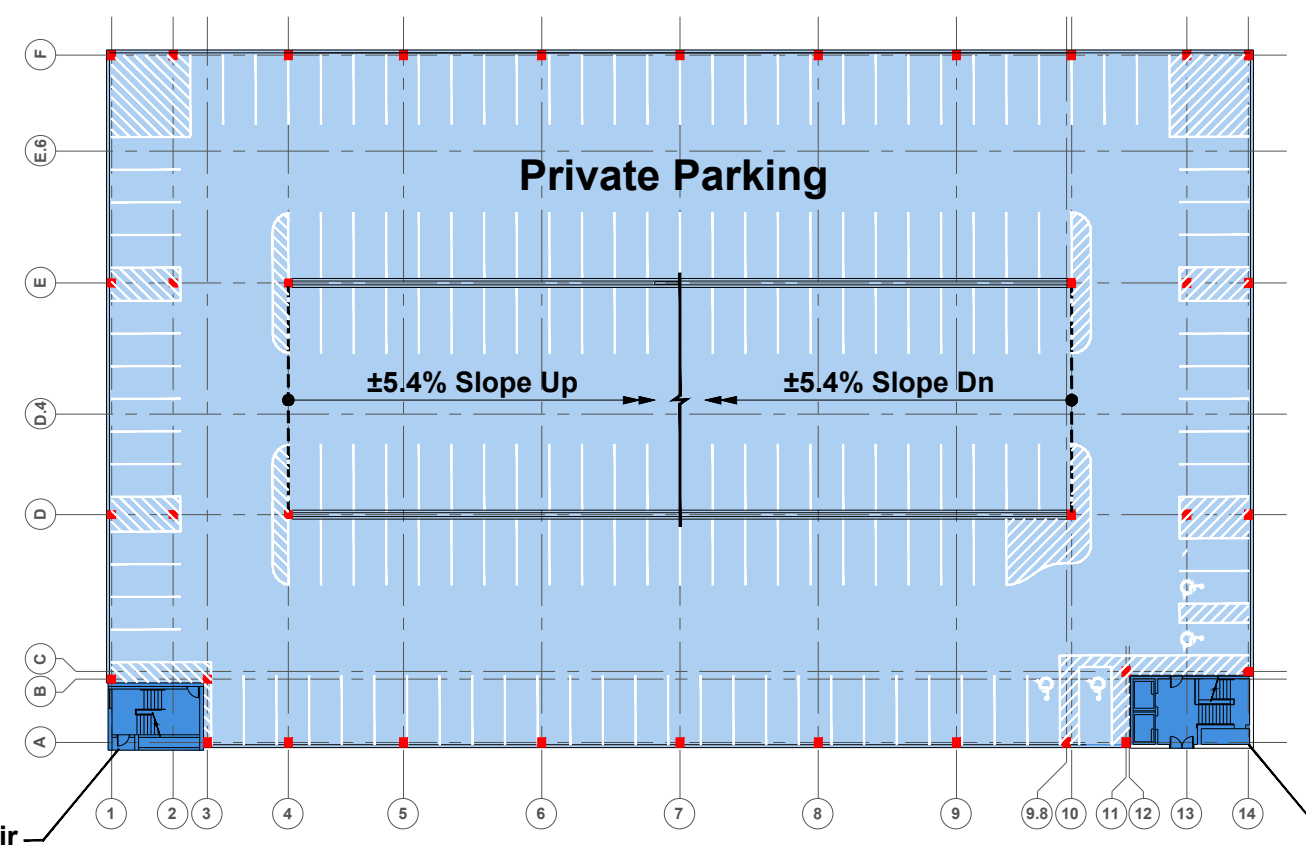 F
E.6
Private Parking
E
±5.4% Slope Up
±5.4% Slope Dn
D.4
D
C
B
A
1 2 3 4 5 6 7 8 9 9.8 10 11 12 13 14
ir